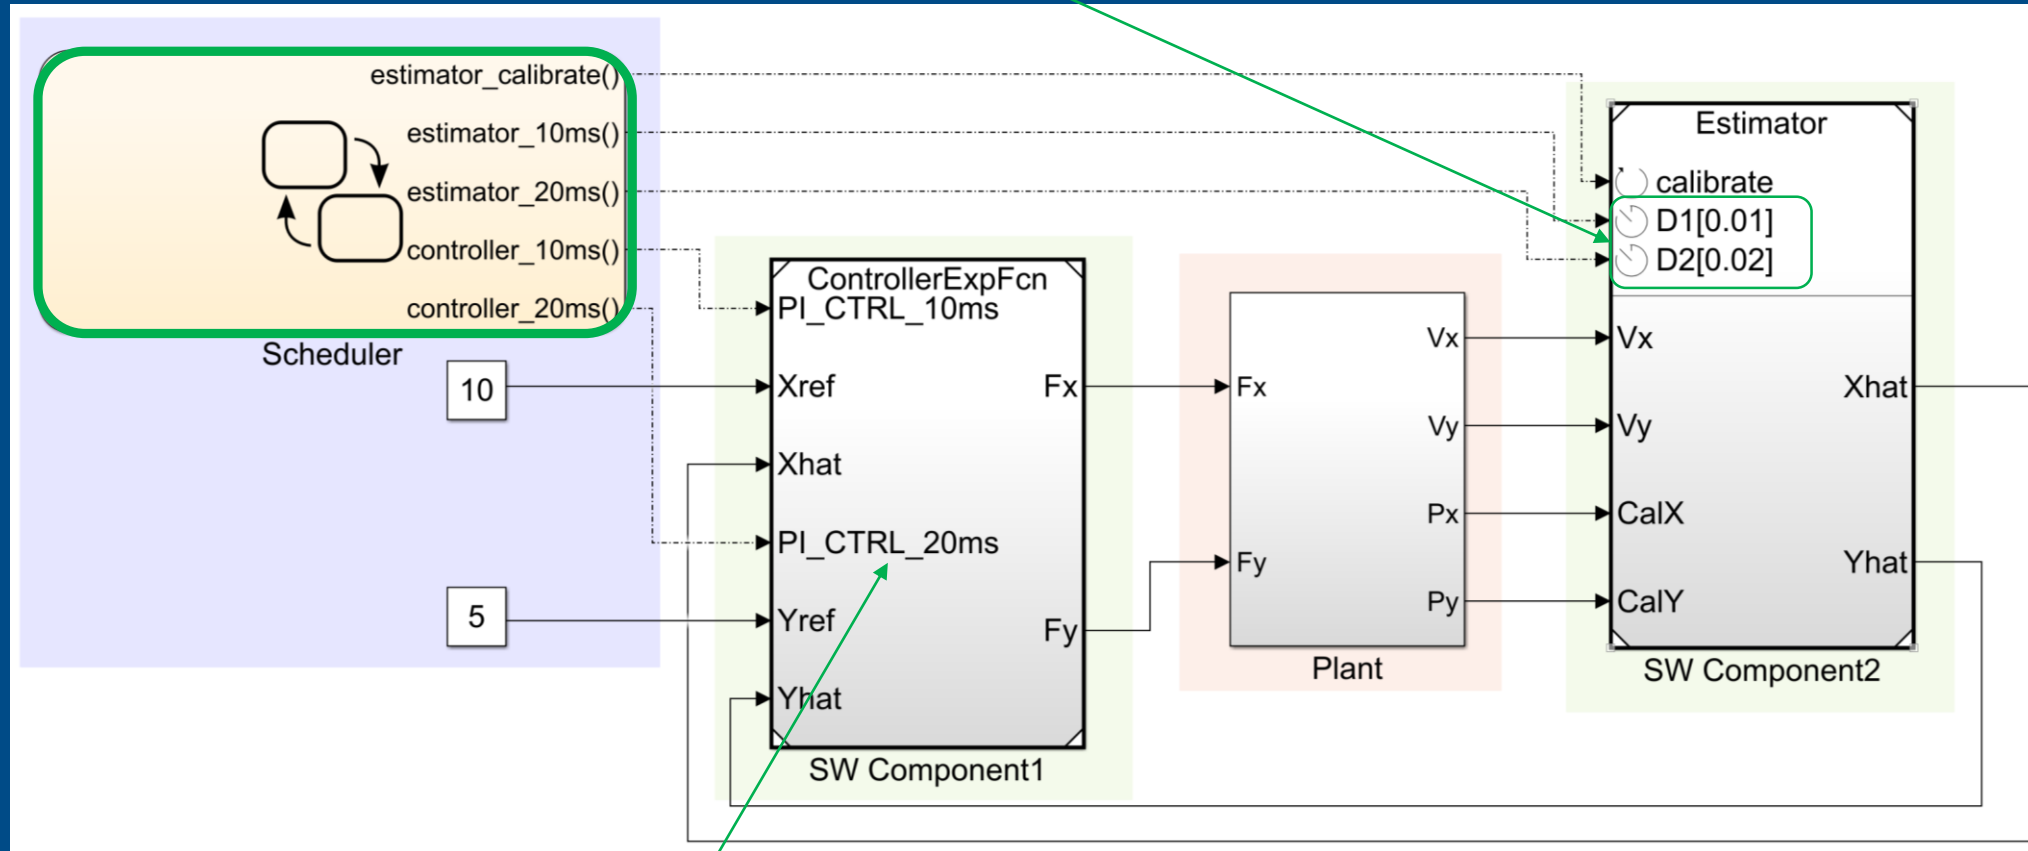 estimator_calibrate()
estimator_10ms()
estimator_20ms()
controller_10ms()
controller_20ms()
Scheduler
10
5
ControllerExpFcn
PI_CTRL_10ms
Xref
Xhat
PI_CTRL_20ms
Yref
Yhat
Fx
Fy
SW Component1
Fx
Fy
Vx
Vy
Px
Py
Plant
Estimator
calibrate
D1[0.01]
D2[0.02]
Vx
Vy
CalX
CalY
Xhat
Yhat
SW Component2